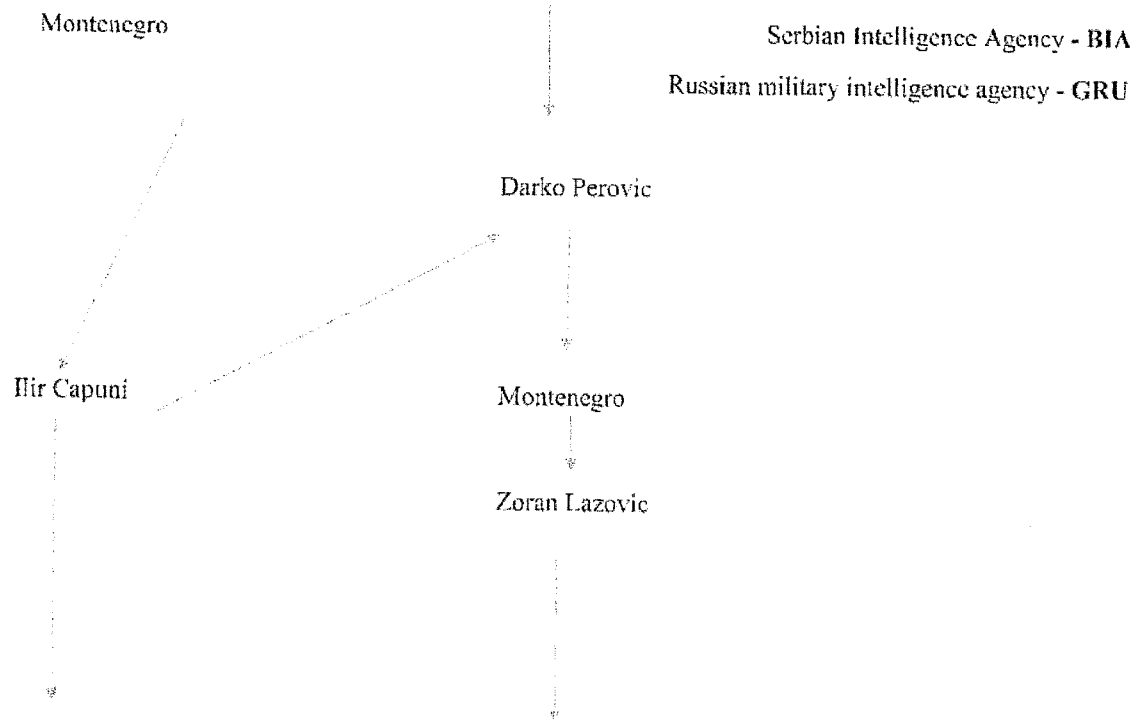 Montenegro
Serbian Intelligence Agency - BIA
Russian military intelligence agency - GRU
Darko Perovic
Ilir Capuni
Montenegro
Zoran Lazovic